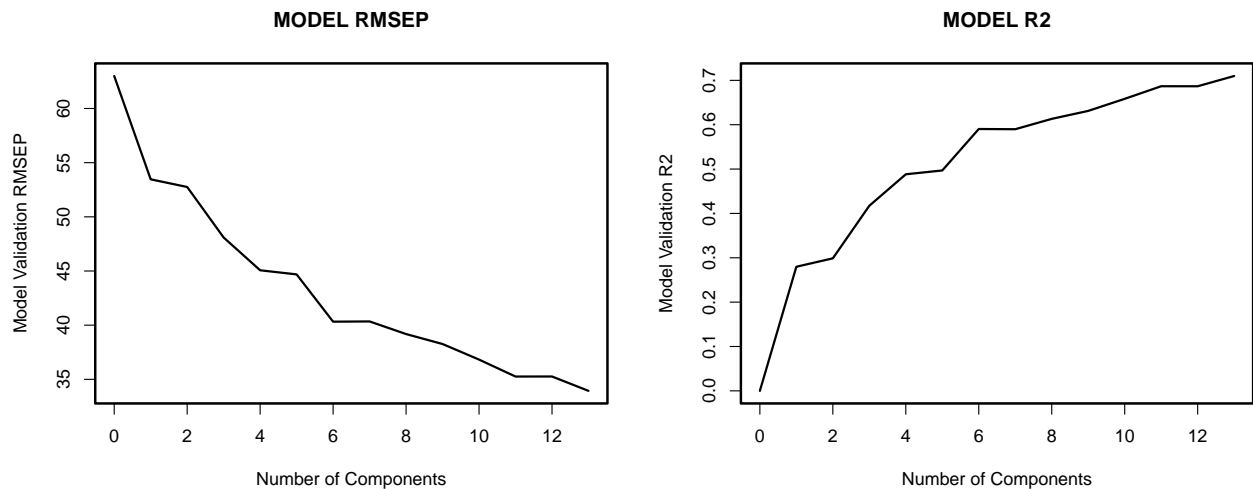 MODEL RMSEP
Model Validation RMSEP
60
55
50
45
40
35
0 2 4 6 8 10 12
Number of Components
MODEL R2
Model Validation R2
0.7
0.6
0.5
0.4
0.3
0.2
0.1
0.0
0 2 4 6 8 10 12
Number of Components